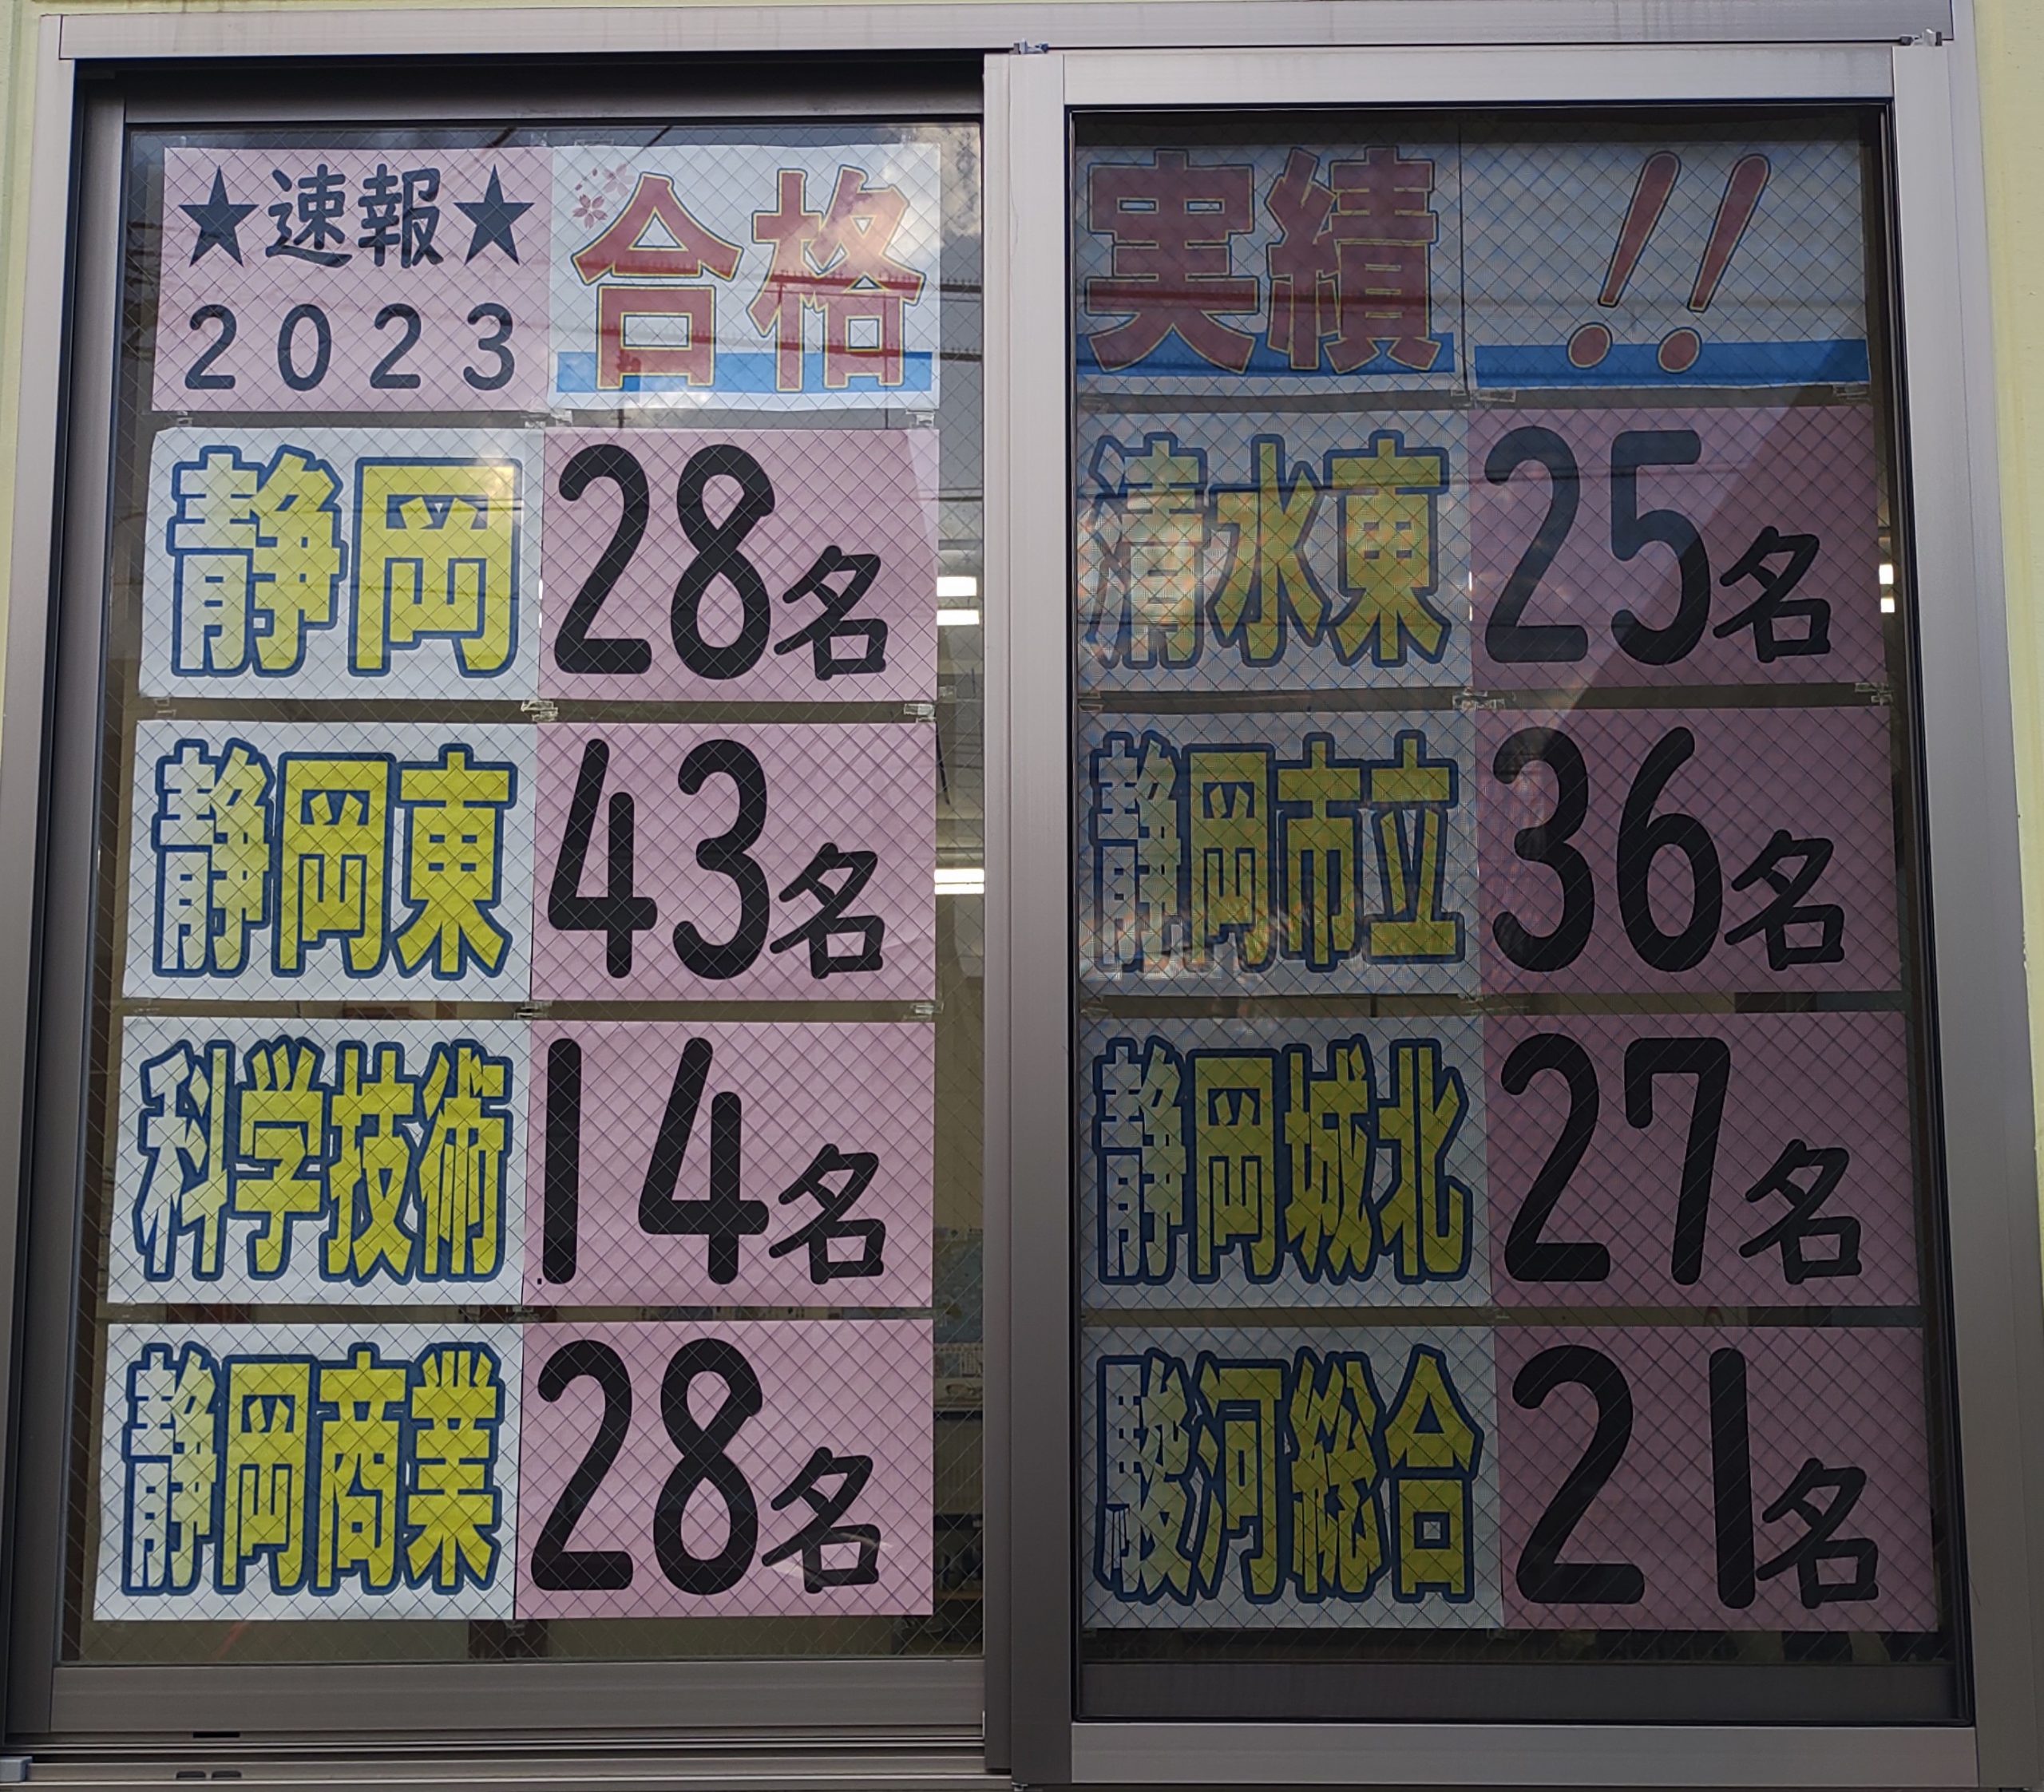 ★速報★
2023
合格実績!!
静岡 28名
清水東 25名
静岡東 43名
静岡市立 36名
科学技術 14名
静岡城北 27名
静岡商業 28名
駿河総合 21名